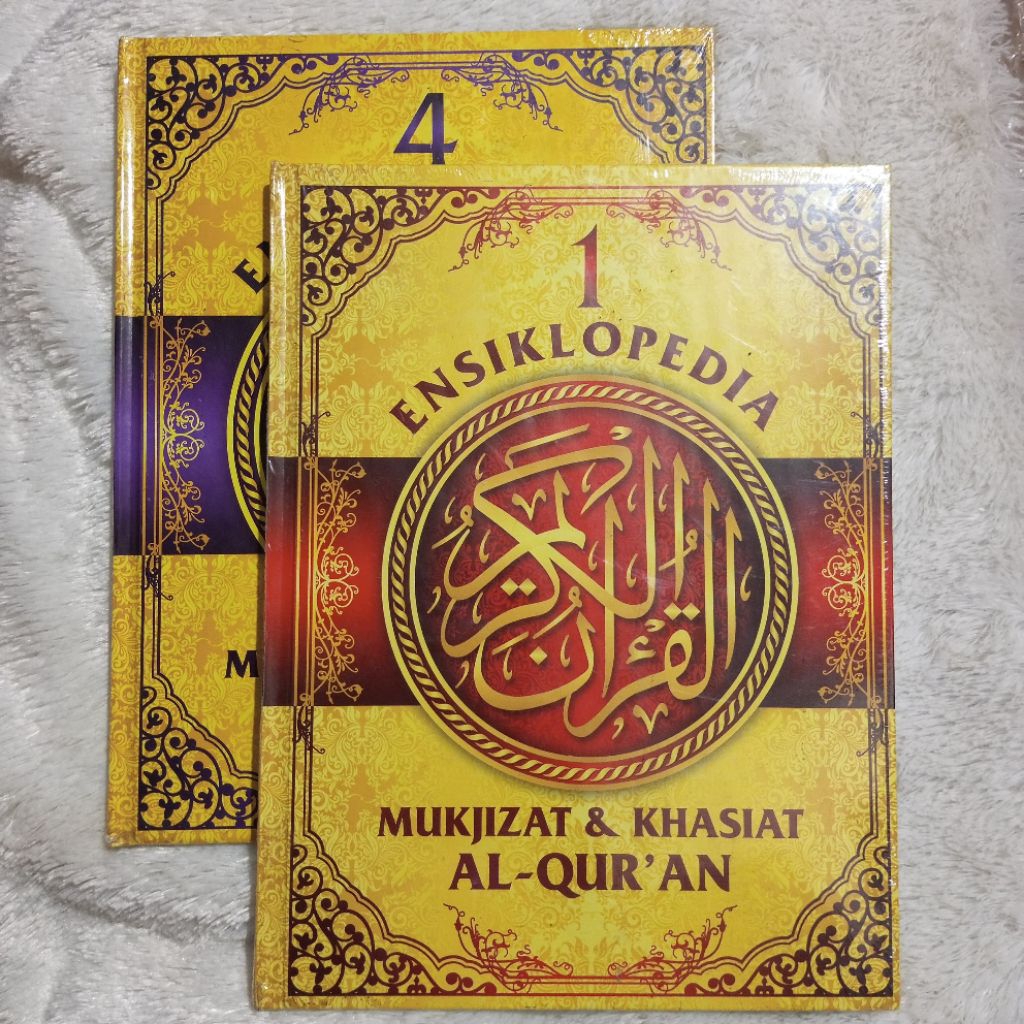 4
1
ENSIKLOPEDIA
القرآن الكريم
MUKJIZAT & KHASIAT
AL-QUR'AN